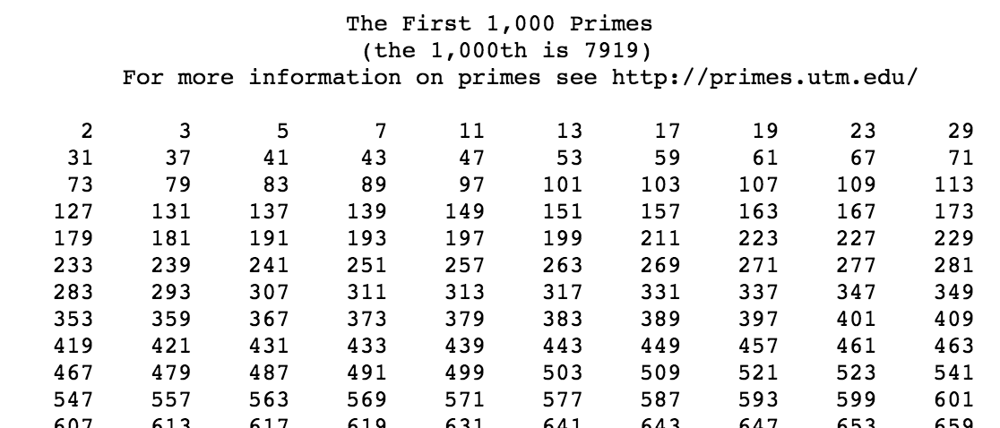 The First 1,000 Primes
(the 1,000th is 7919)
For more information on primes see http://primes.utm.edu/
2 3 5 7 11 13 17 19 23 29
31 37 41 43 47 53 59 61 67 71
73 79 83 89 97 101 103 107 109 113
127 131 137 139 149 151 157 163 167 173
179 181 191 193 197 199 211 223 227 229
233 239 241 251 257 263 269 271 277 281
283 293 307 311 313 317 331 337 347 349
353 359 367 373 379 383 389 397 401 409
419 421 431 433 439 443 449 457 461 463
467 479 487 491 499 503 509 521 523 541
547 557 563 569 571 577 587 593 599 601
607 613 617 619 631 641 643 647 653 659